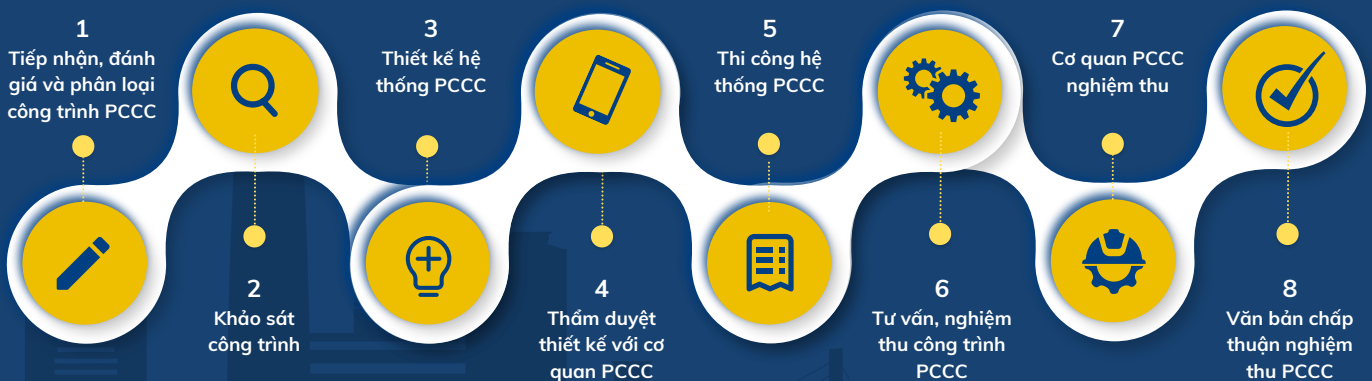 1
Tiếp nhận, đánh
giá và phân loại
công trình PCCC
2
Khảo sát
công trình
3
Thiết kế hệ
thống PCCC
4
Thẩm duyệt
thiết kế với cơ
quan PCCC
5
Thi công hệ
thống PCCC
6
Tư vấn, nghiệm
thu công trình
PCCC
7
Cơ quan PCCC
nghiệm thu
8
Văn bản chấp
thuận nghiệm
thu PCCC